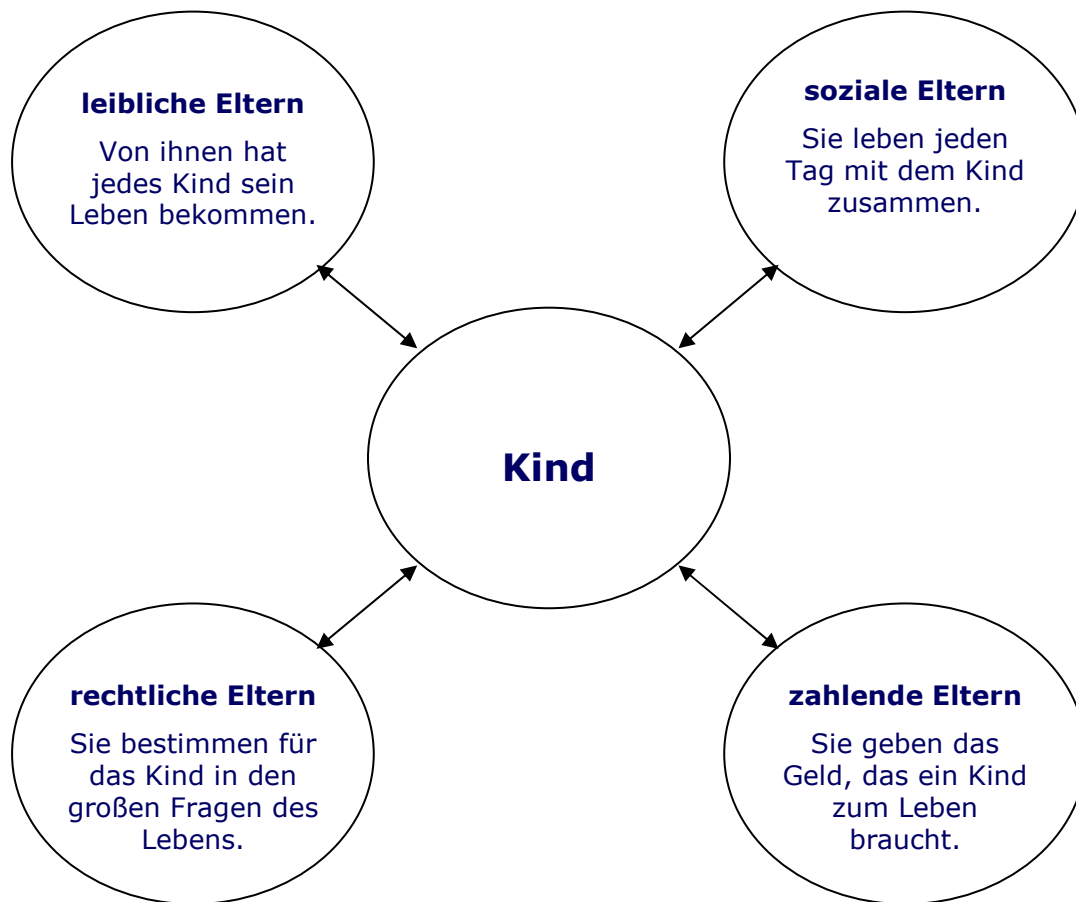 leibliche Eltern
Von ihnen hat
jedes Kind sein
Leben bekommen.
soziale Eltern
Sie leben jeden
Tag mit dem Kind
zusammen.
Kind
rechtliche Eltern
Sie bestimmen für
das Kind in den
großen Fragen des
Lebens.
zahlende Eltern
Sie geben das
Geld, das ein Kind
zum Leben
braucht.